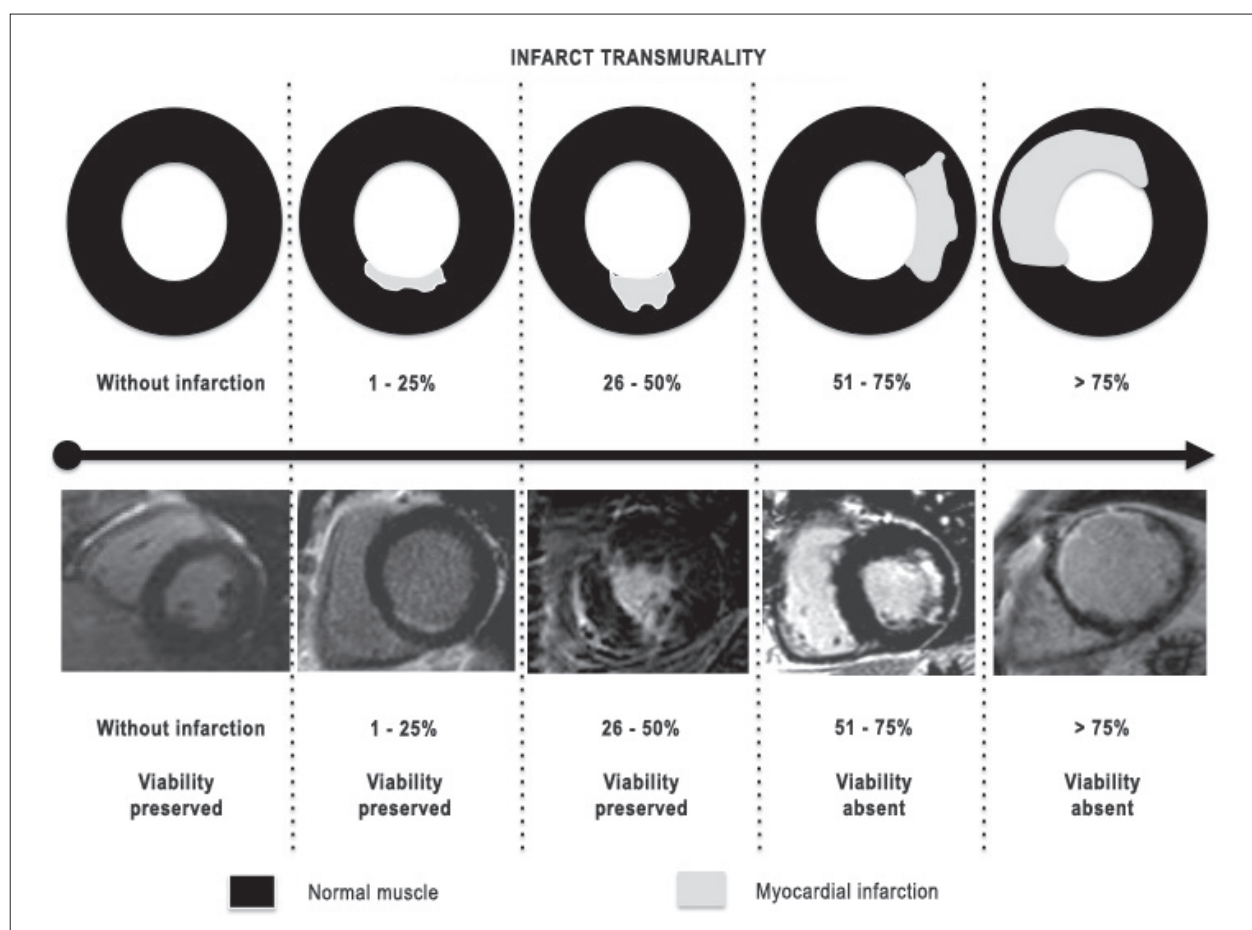 INFARCT TRANSMURALITY
Without infarction
1 - 25%
26 - 50%
51 - 75%
> 75%
Without infarction
1 - 25%
26 - 50%
51 - 75%
> 75%
Viability
preserved
Viability
preserved
Viability
preserved
Viability
absent
Viability
absent
Normal muscle
Myocardial infarction